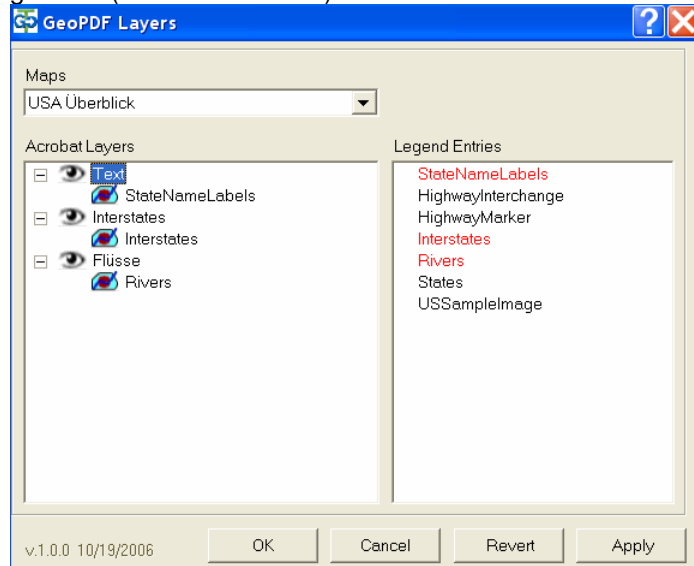 GeoPDF Layers
Maps
USA Überblick
Acrobat Layers
Text
StateNameLabels
Interstates
Interstates
Flüsse
Rivers
Legend Entries
StateNameLabels
HighwayInterchange
HighwayMarker
Interstates
Rivers
States
USSampleImage
v.1.0.0 10/19/2006
OK
Cancel
Revert
Apply